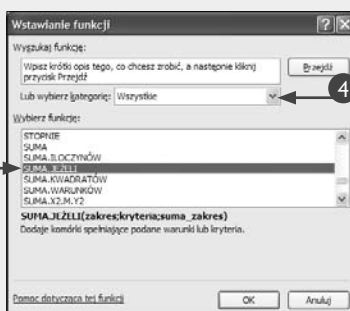 Wstawianie funkcji
Wyszukaj funkcję:
Wpisz krótki opis tego, co chcesz zrobić, a następnie kliknij
przycisk Przejdź
Przejdź
Lub wybierz kategorię: Wszystkie
4
Wybierz funkcję:
STOPNIE
SUMA
SUMA.ILOCZYNÓW
SUMA.JEŻELI
SUMA.KWADRATÓW
SUMA.WARUNKÓW
SUMA.X2.M.Y2
SUMA.JEŻELI(zakres;kryteria;suma_zakres)
Dodaje komórki spełniające podane warunki lub kryteria.
Pomoc dotycząca tej funkcji
OK
Anuluj